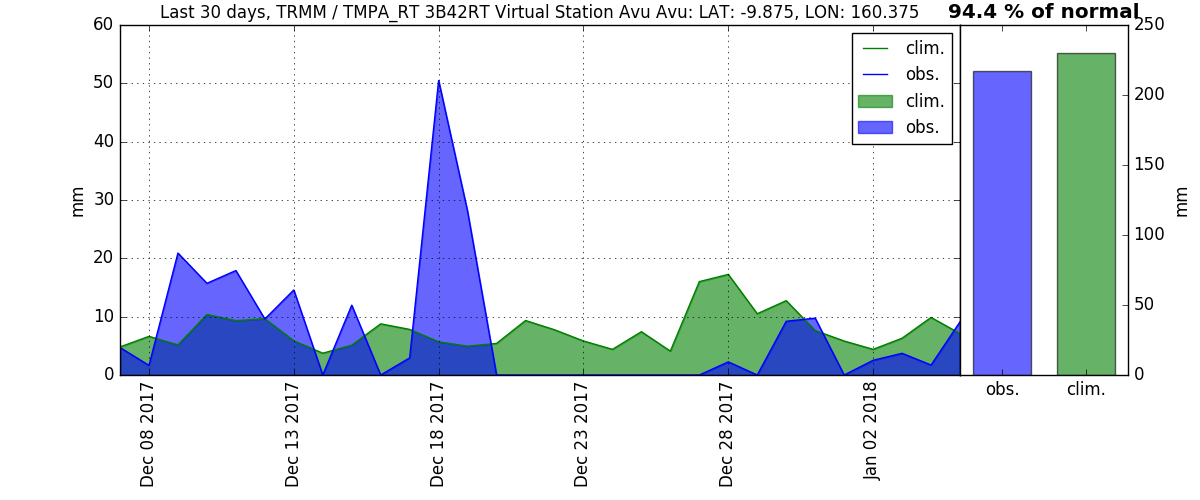 Last 30 days, TRMM / TMPA_RT 3B42RT Virtual Station Avu Avu: LAT: -9.875, LON: 160.375
94.4 % of normal
mm
60
50
40
30
20
10
0
clim.
obs.
clim.
obs.
Dec 08 2017
Dec 13 2017
Dec 18 2017
Dec 23 2017
Dec 28 2017
Jan 02 2018
250
200
150
100
50
0
mm
obs.
clim.